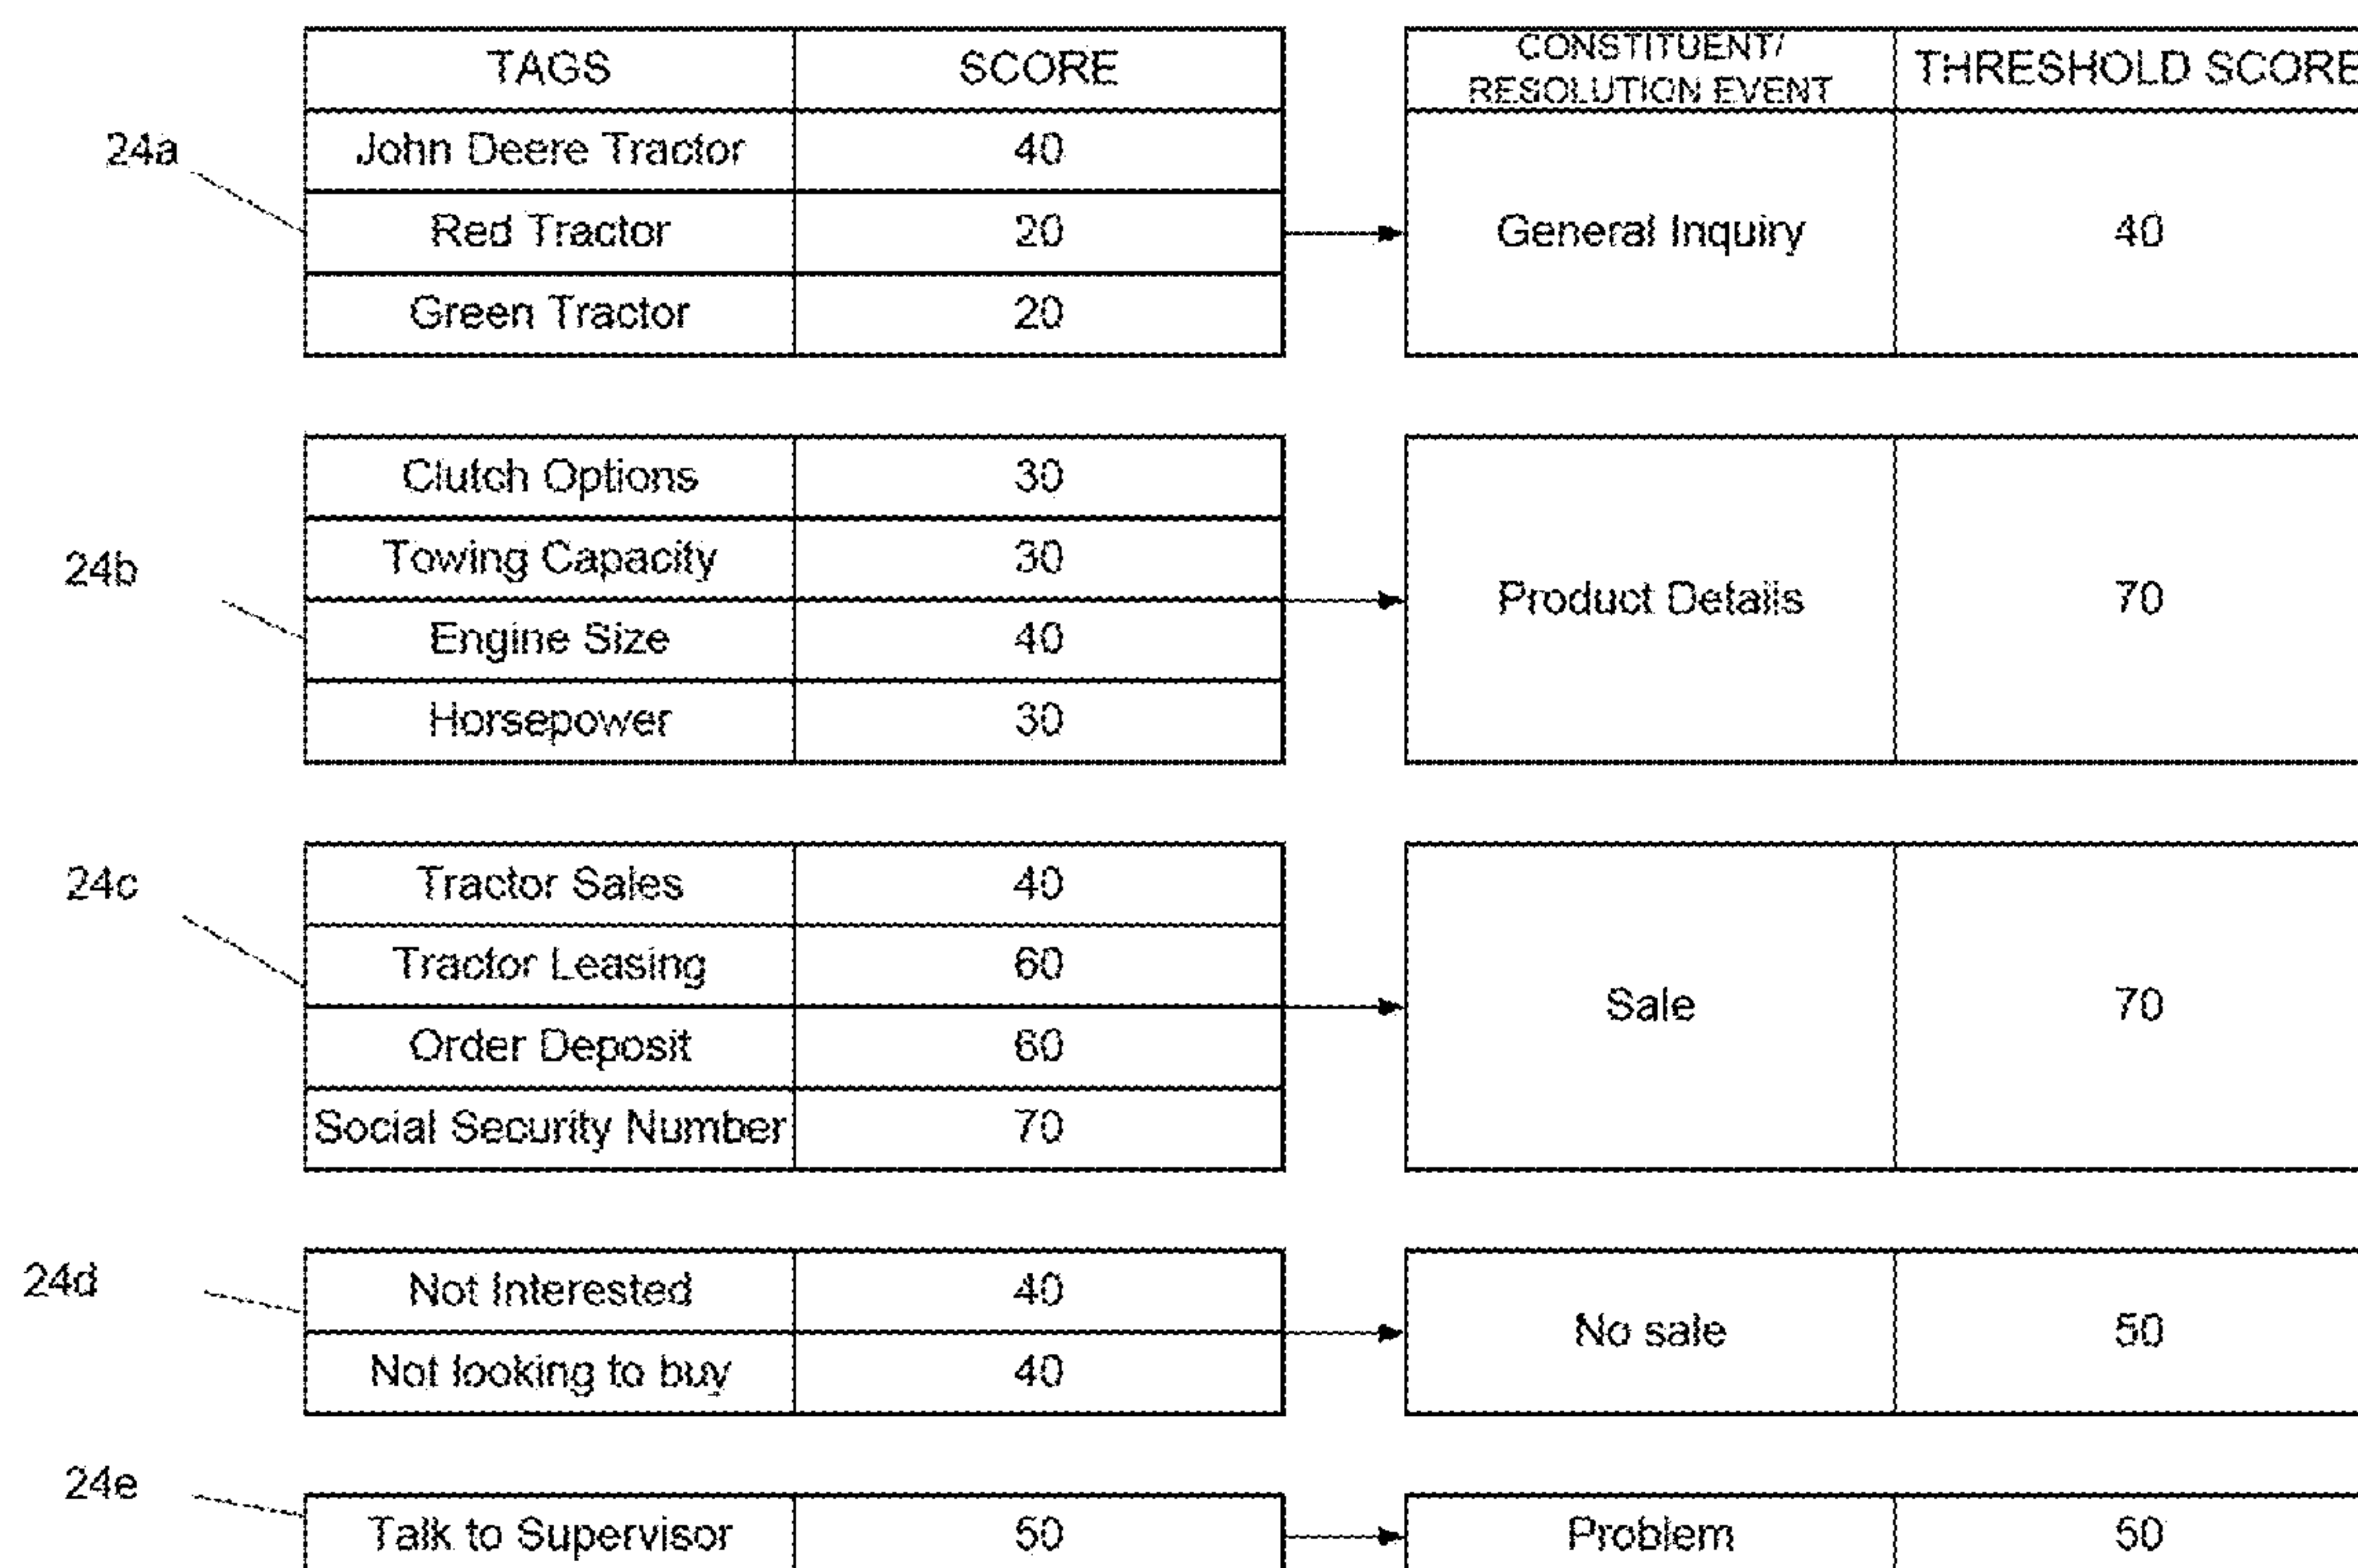 TAGS SCORE CONSTITUENT/
RESOLUTION EVENT THRESHOLD SCORE
24a John Deere Tractor 40
Red Tractor 20 General Inquiry 40
Green Tractor 20
Clutch Options 30
24b Towing Capacity 30 Product Details 70
Engine Size 40
Horsepower 30
24c Tractor Sales 40
Tractor Leasing 60
Sale 70
Order Deposit 60
Social Security Number 70
24d Not Interested 40
No sale 50
Not looking to buy 40
24e
Talk to Supervisor 50 Problem 50